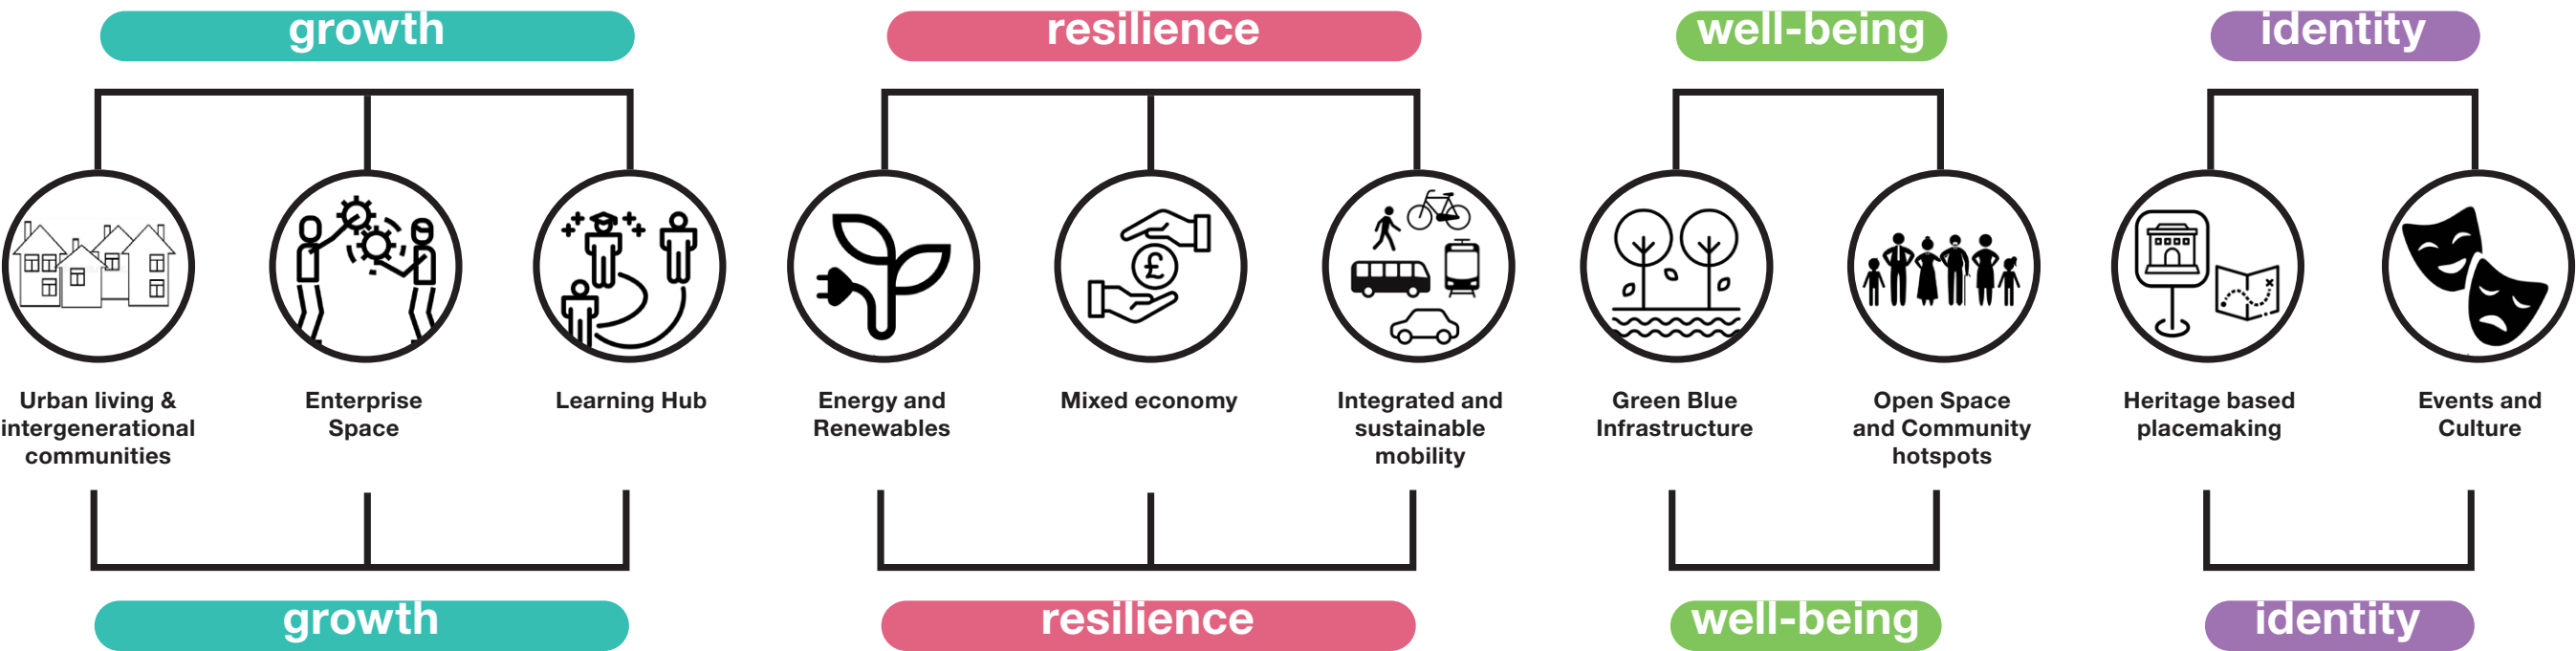 growth
resilience
well-being
identity
£
Urban living &
intergenerational
communities
Enterprise
Space
Learning Hub
Energy and
Renewables
Mixed economy
Integrated and
sustainable
mobility
Green Blue
Infrastructure
Open Space
and Community
hotspots
Heritage based
placemaking
Events and
Culture
growth
resilience
well-being
identity